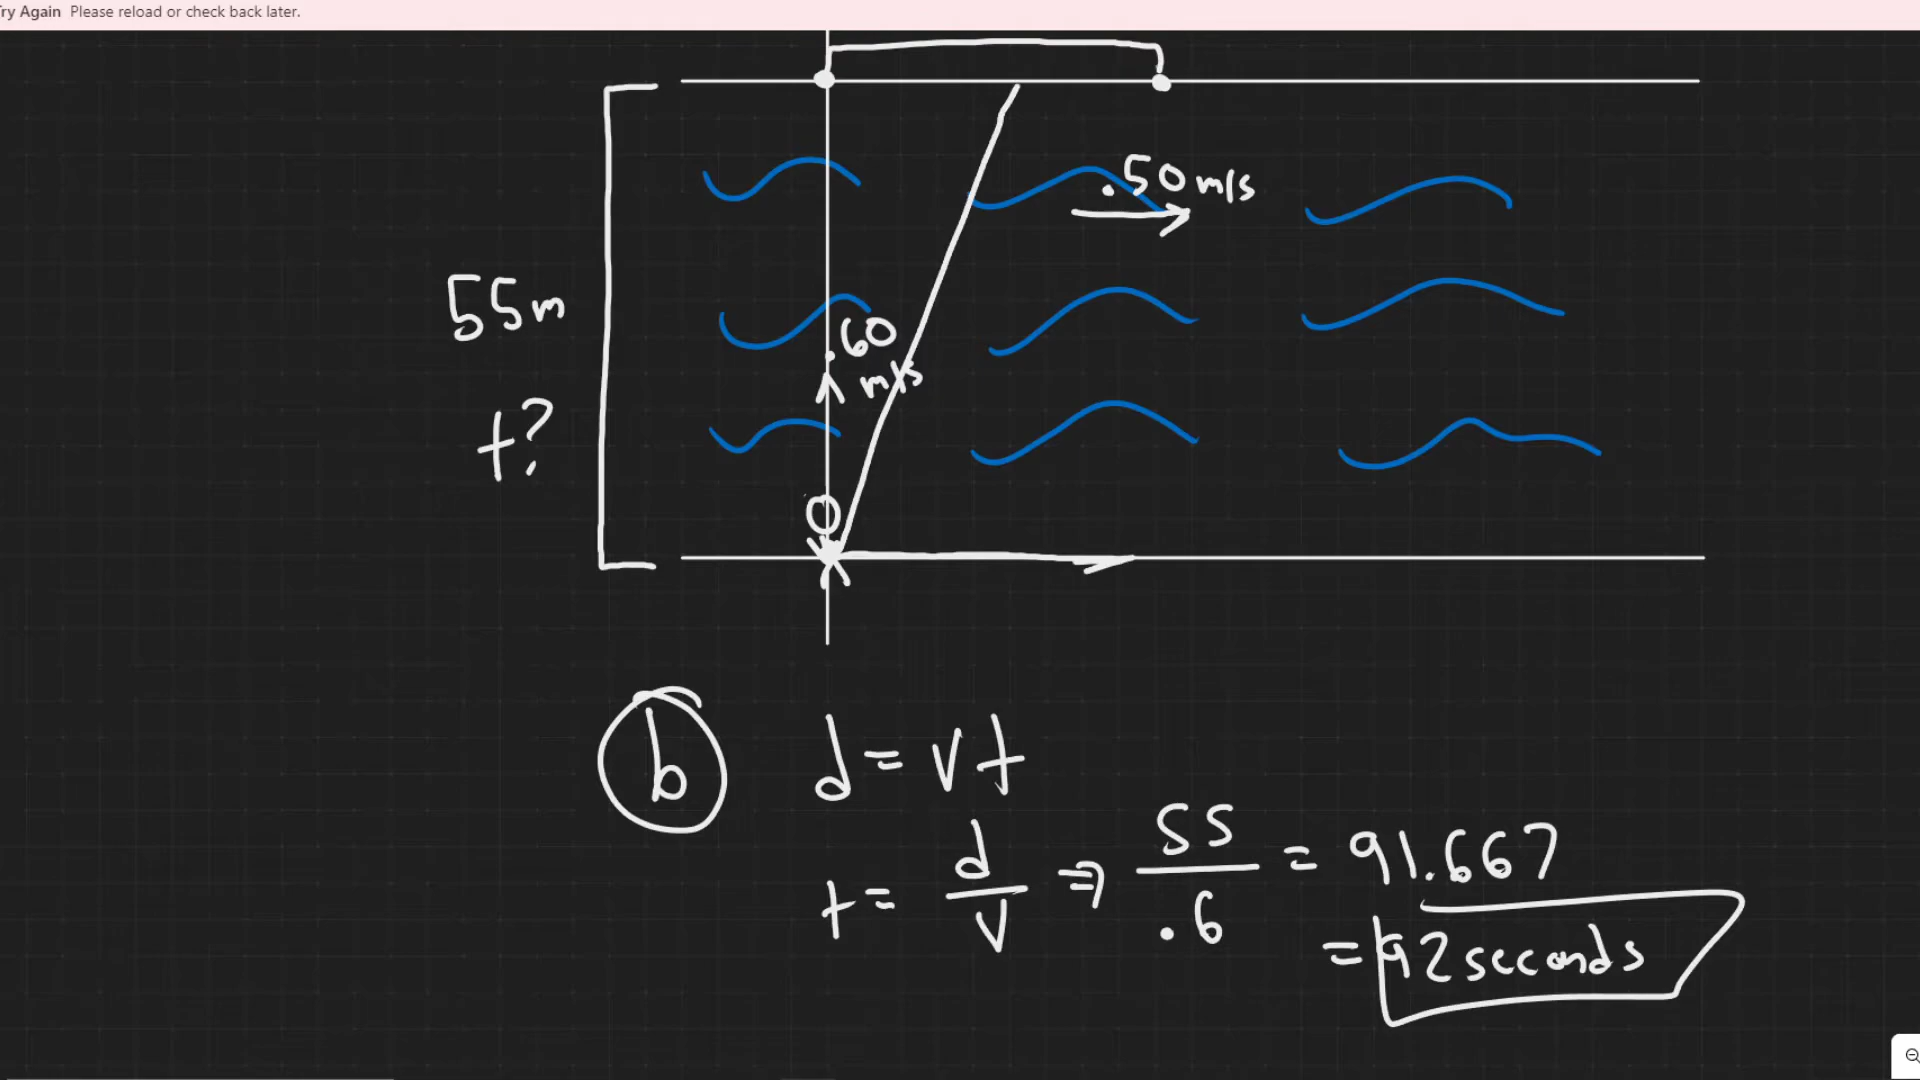 ry Again Please reload or check back later.
.50 m/s
55m
.60
m/s
t?
b
d = vt
t = d/v => 55/.6 = 91.667
= 92 seconds